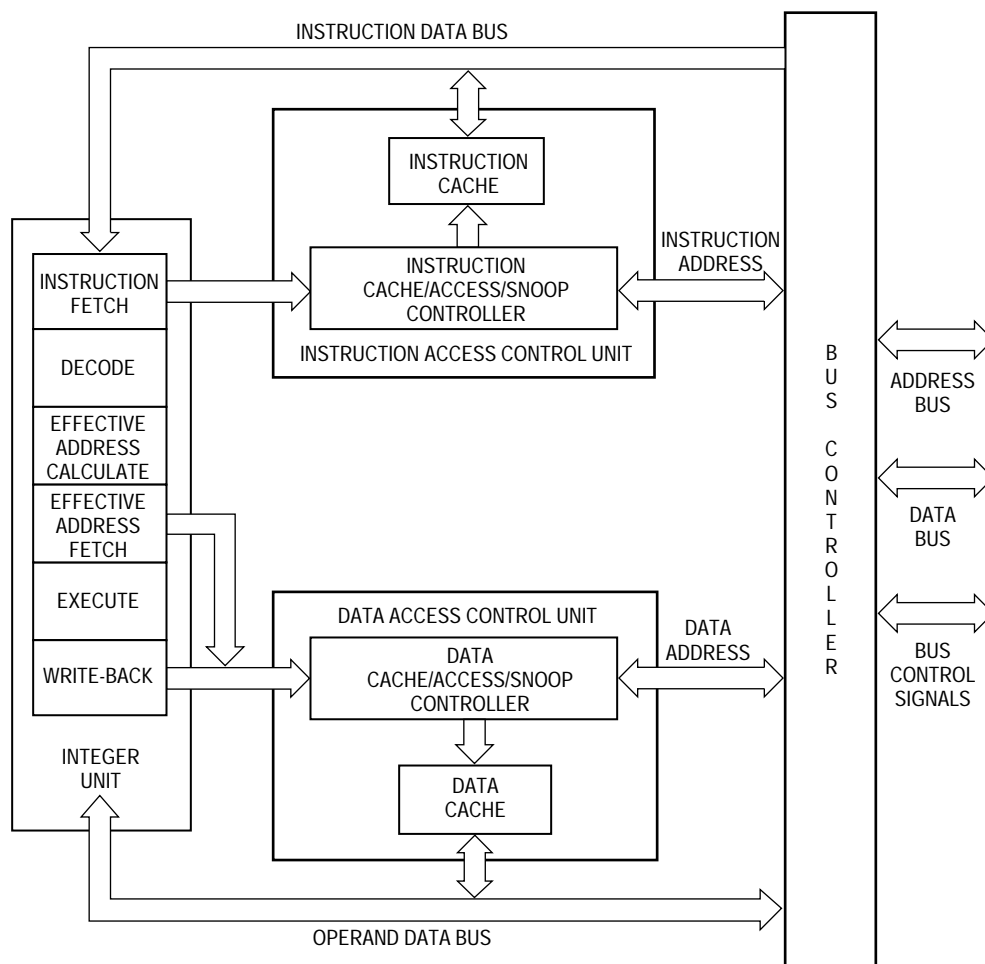 INSTRUCTION DATA BUS
INSTRUCTION
CACHE
INSTRUCTION
ADDRESS
INSTRUCTION
FETCH
INSTRUCTION
CACHE/ACCESS/SNOOP
CONTROLLER
INSTRUCTION ACCESS CONTROL UNIT
DECODE
EFFECTIVE
ADDRESS
CALCULATE
EFFECTIVE
ADDRESS
FETCH
EXECUTE
WRITE-BACK
INTEGER
UNIT
DATA ACCESS CONTROL UNIT
DATA
CACHE/ACCESS/SNOOP
CONTROLLER
DATA
ADDRESS
DATA
CACHE
OPERAND DATA BUS
BUS CONTROLLER
ADDRESS
BUS
DATA
BUS
BUS
CONTROL
SIGNALS